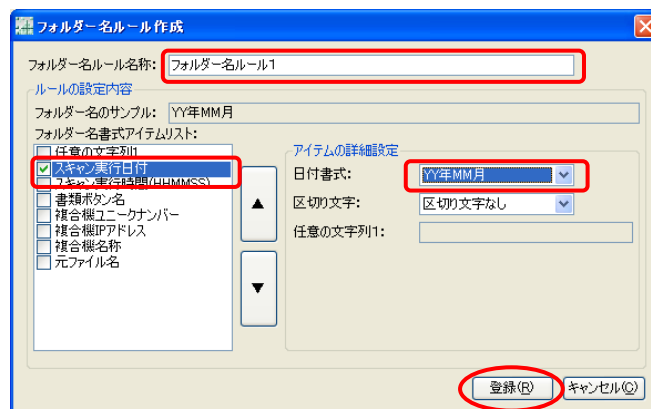 フォルダー名ルール作成
フォルダー名ルール名称: フォルダー名ルール1
ルールの設定内容
フォルダー名のサンプル: YY年MM月
フォルダー名書式アイテムリスト:
任意の文字列1
スキャン実行日付
スキャン実行時間(HHMMSS)
書類ボタン名
複合機ユニークナンバー
複合機IPアドレス
複合機名称
元ファイル名
▲
▼
アイテムの詳細設定
日付書式: YY年MM月
区切り文字: 区切り文字なし
任意の文字列1:
登録(R) キャンセル(C)